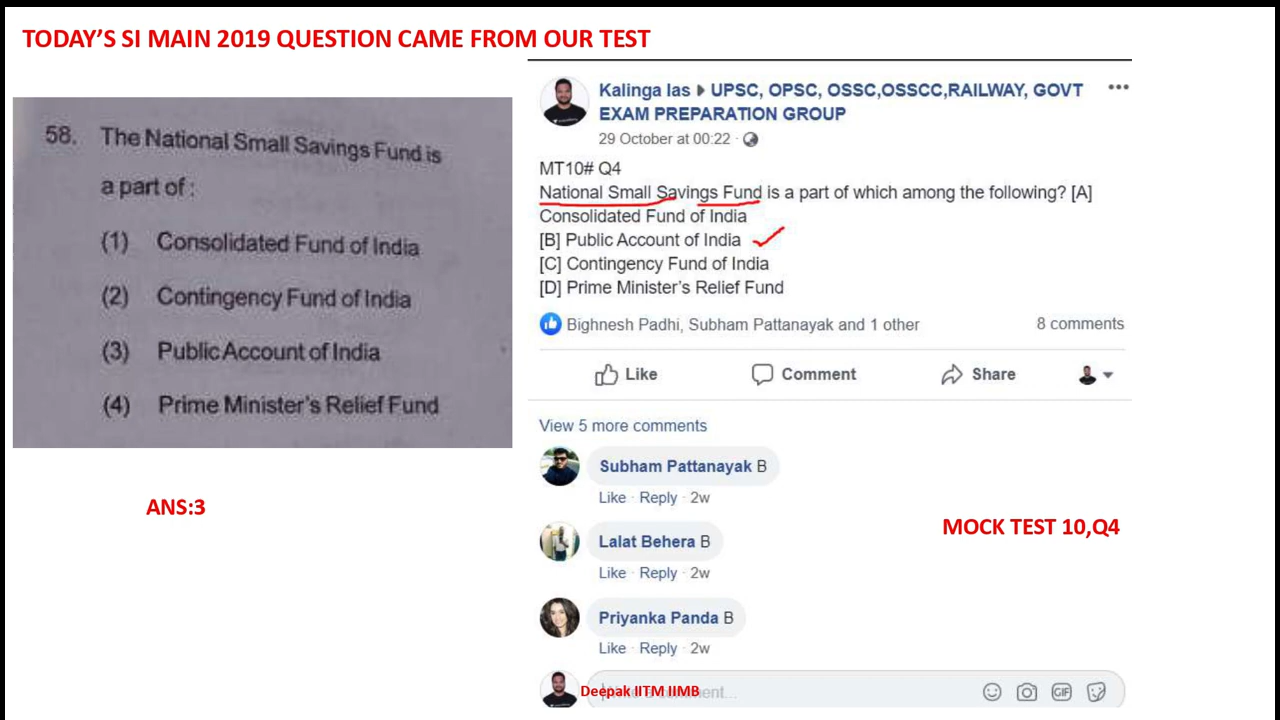 TODAY'S SI MAIN 2019 QUESTION CAME FROM OUR TEST
58. The National Small Savings Fund is
a part of :
(1) Consolidated Fund of India
(2) Contingency Fund of India
(3) Public Account of India
(4) Prime Minister's Relief Fund
ANS:3
Kalinga Ias ▶ UPSC, OPSC, OSSC,OSSCC,RAILWAY, GOVT
EXAM PREPARATION GROUP
29 October at 00:22 ·
MT10# Q4
National Small Savings Fund is a part of which among the following? [A]
Consolidated Fund of India
[B] Public Account of India
[C] Contingency Fund of India
[D] Prime Minister's Relief Fund
Bighnesh Padhi, Subham Pattanayak and 1 other 8 comments
Like Comment Share
View 5 more comments
Subham Pattanayak B
Like · Reply · 2w
Lalat Behera B
Like · Reply · 2w
Priyanka Panda B
Like · Reply · 2w
MOCK TEST 10,Q4
Deepak IITM IIMB
GIF